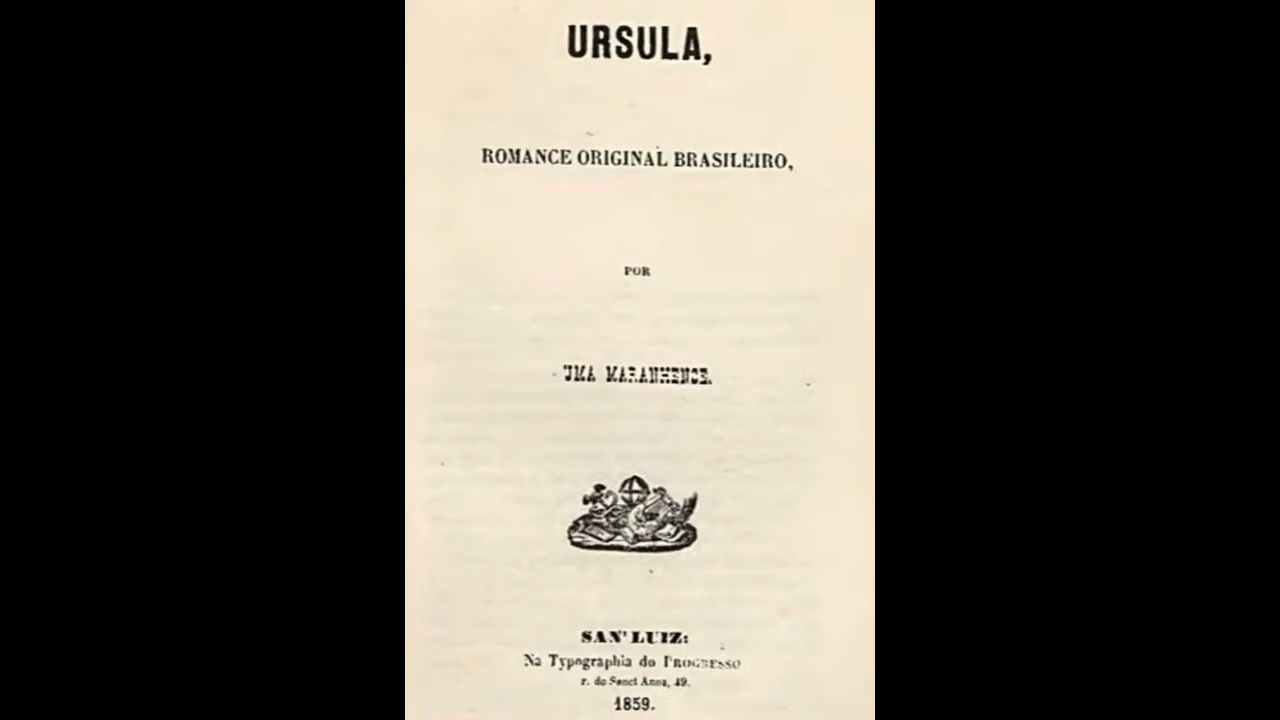 URSULA,
ROMANCE ORIGINAL BRASILEIRO,
POR
UMA MARANHENSE.
SAN' LUIZ:
Na Typographia do PROGRESSO
r. de Sanct Anna, 49.
1859.